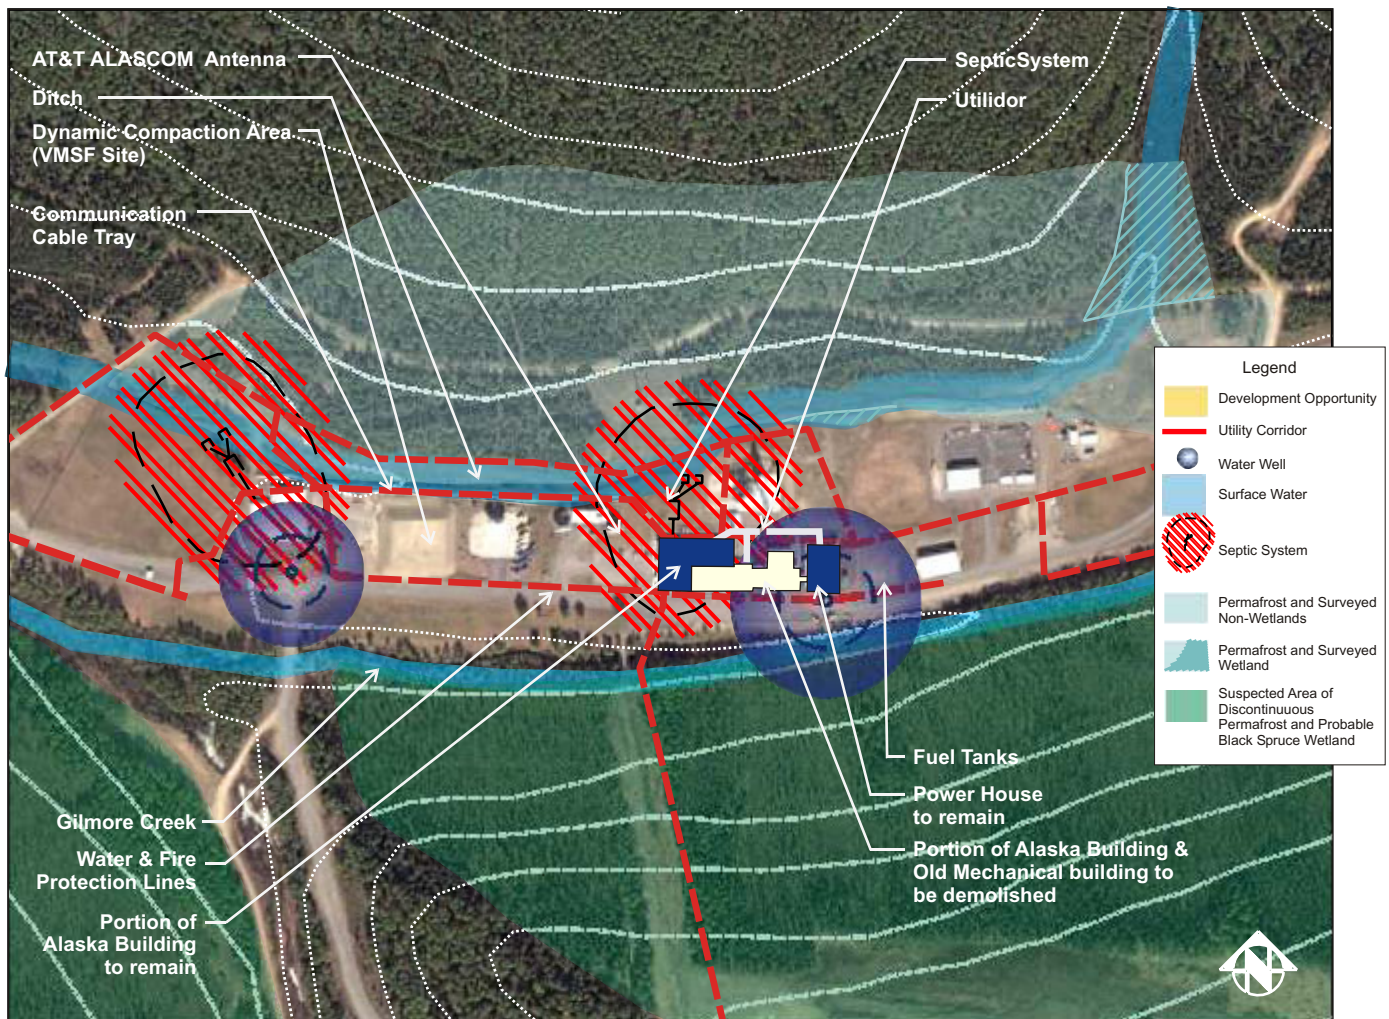 AT&T ALASCOM Antenna
Ditch
Dynamic Compaction Area
(VMSF Site)
Communication
Cable Tray
SepticSystem
Utilidor
Legend
Development Opportunity
Utility Corridor
Water Well
Surface Water
Septic System
Permafrost and Surveyed
Non-Wetlands
Permafrost and Surveyed
Wetland
Suspected Area of
Discontinuuous
Permafrost and Probable
Black Spruce Wetland
Gilmore Creek
Water & Fire
Protection Lines
Portion of
Alaska Building
to remain
Fuel Tanks
Power House
to remain
Portion of Alaska Building &
Old Mechanical building to
be demolished
N